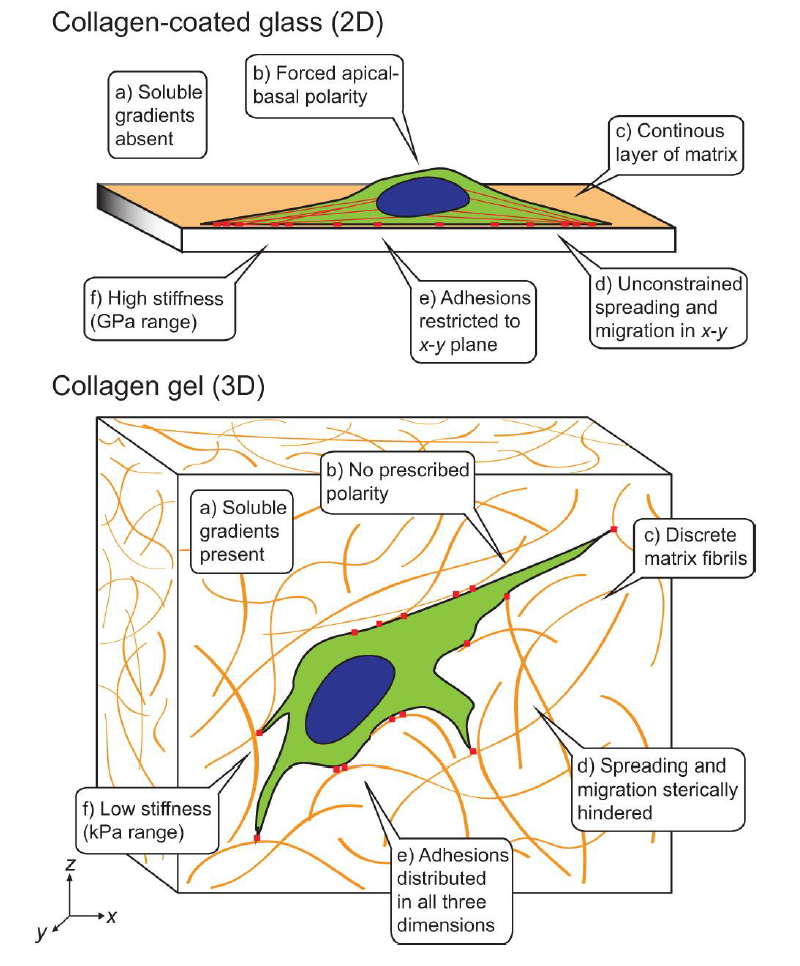 Collagen-coated glass (2D)
a) Soluble
gradients
absent
b) Forced apical-
basal polarity
c) Continous
layer of matrix
f) High stiffness
(GPa range)
e) Adhesions
restricted to
x-y plane
d) Unconstrained
spreading and
migration in x-y
Collagen gel (3D)
a) Soluble
gradients
present
b) No prescribed
polarity
c) Discrete
matrix fibrils
d) Spreading and
migration sterically
hindered
f) Low stiffness
(kPa range)
e) Adhesions
distributed
in all three
dimensions
z
x
y